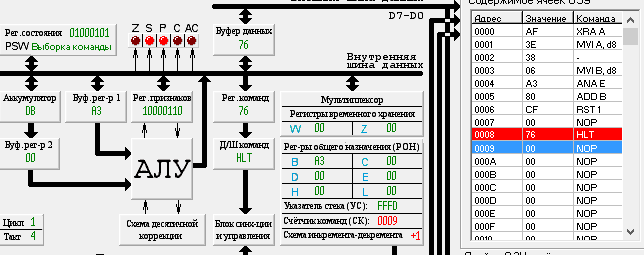 D7-D0
Рег.состояния 01000101
PSW Выборка команды
Z S P C AC
Буфер данных
76
Внутренняя
шина данных
Аккумулятор
DB
Буф.рег-р 1
A3
Рег.признаков
10000110
Рег.команд
76
Мультиплексор
Регистры временного хранения
W 00 Z 00
Буф.рег-р 2
00
АЛУ
Д/Ш команд
HLT
Рег-ры общего назначения (РОН)
B A3 C 00
D 00 E 00
H 00 L 00
Указатель стека (УС): FFFD
Счётчик команд (СК): 0009
Схема инкремента-декремента +1
Цикл 1
Такт 4
Схема десятичной
коррекции
Блок синх-ции
и управления
Содержимое ячеек ОЗУ
Адрес Значение Команда
0000 AF XRA A
0001 3E MVI A, d8
0002 38 -
0003 06 MVI B, d8
0004 A3 ANA E
0005 80 ADD B
0006 CF RST 1
0007 00 NOP
0008 76 HLT
0009 00 NOP
000A 00 NOP
000B 00 NOP
000C 00 NOP
000D 00 NOP
000E 00 NOP
000F 00 NOP
0010 00 NOP